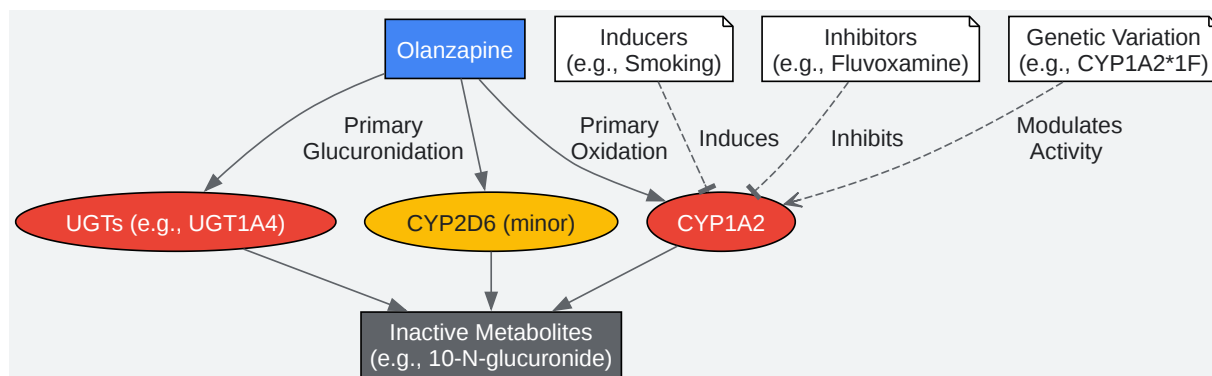 Olanzapine
Inducers
(e.g., Smoking)
Inhibitors
(e.g., Fluvoxamine)
Genetic Variation
(e.g., CYP1A2*1F)
Primary
Glucuronidation
Primary
Oxidation
Induces
Inhibits
Modulates
Activity
UGTs (e.g., UGT1A4)
CYP2D6 (minor)
CYP1A2
Inactive Metabolites
(e.g., 10-N-glucuronide)